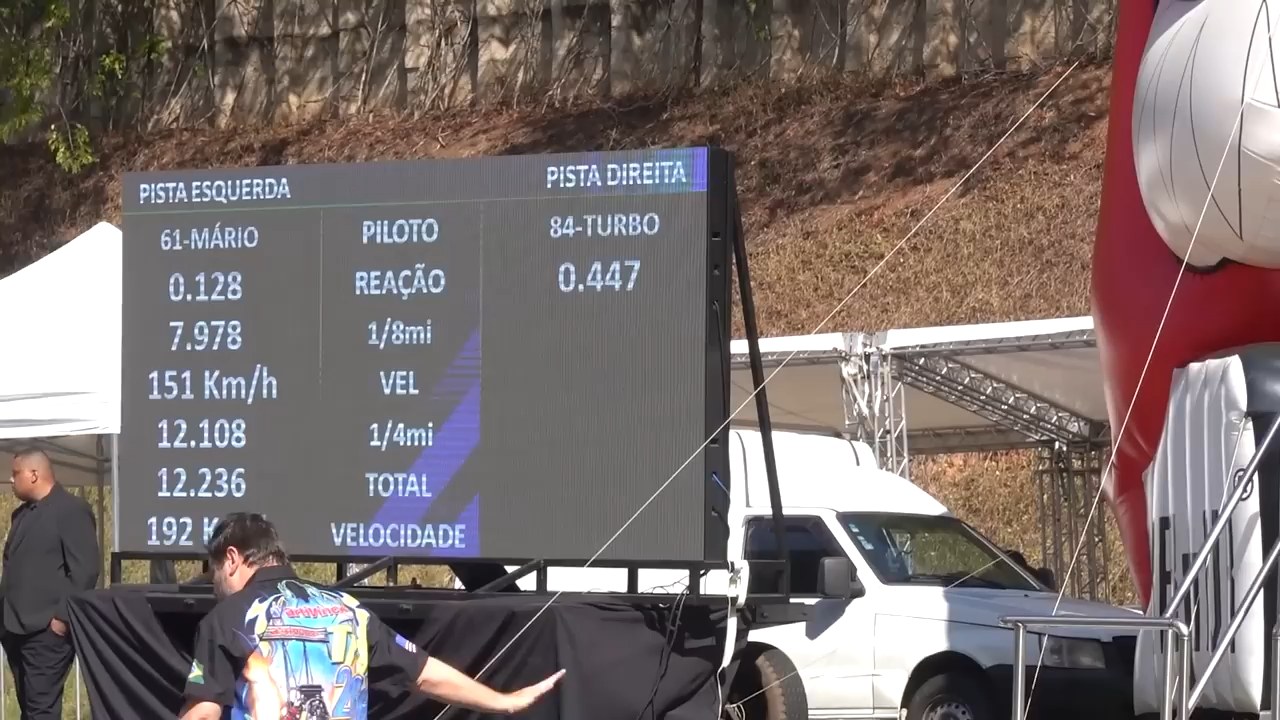 PISTA ESQUERDA PISTA DIREITA
61-MÁRIO PILOTO 84-TURBO
0.128 REAÇÃO 0.447
7.978 1/8mi
151 Km/h VEL
12.108 1/4mi
12.236 TOTAL
192 K VELOCIDADE